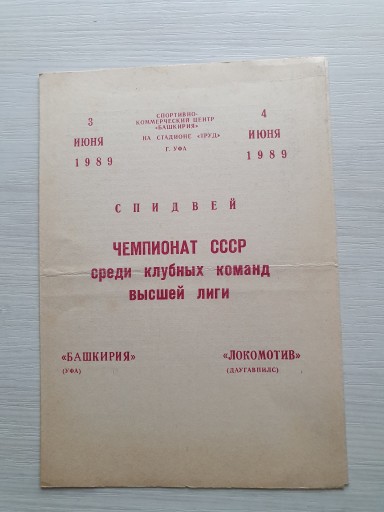 3
ИЮНЯ
1989
СПОРТИВНО-
КОММЕРЧЕСКИЙ ЦЕНТР
«БАШКИРИЯ»
НА СТАДИОНЕ «ТРУД»
Г. УФА
4
ИЮНЯ
1989
СПИДВЕЙ
ЧЕМПИОНАТ СССР
среди клубных команд
высшей лиги
«БАШКИРИЯ»
(УФА)
«ЛОКОМОТИВ»
(ДАУГАВПИЛС)